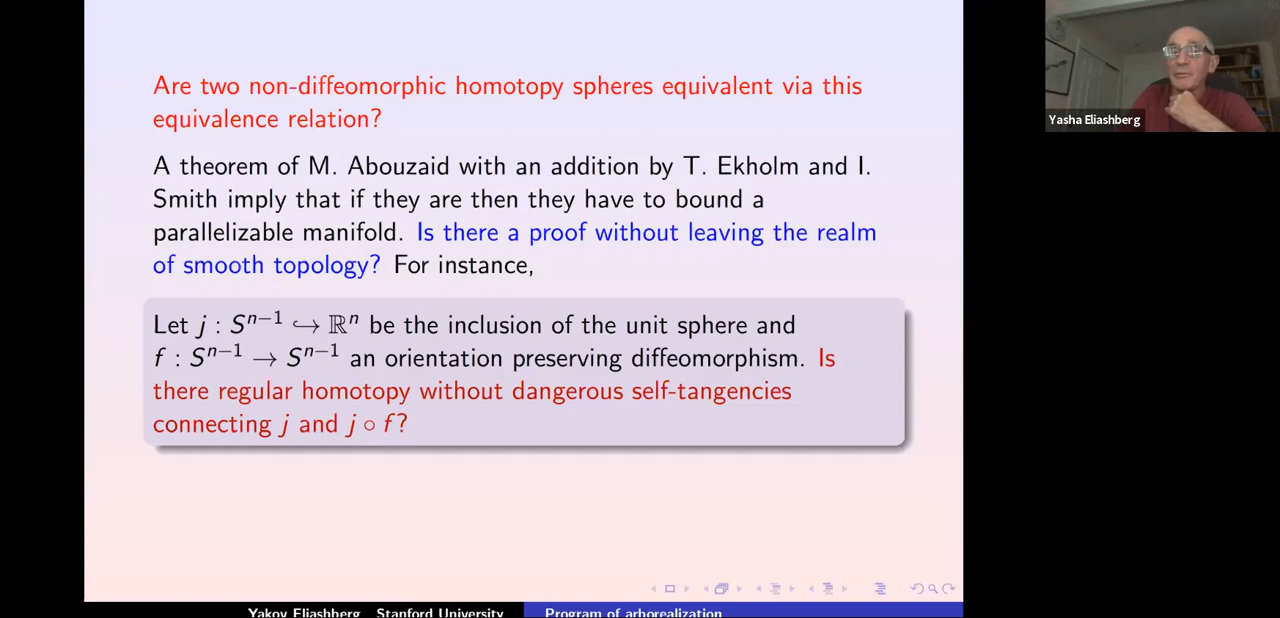 Are two non-diffeomorphic homotopy spheres equivalent via this
equivalence relation?
A theorem of M. Abouzaid with an addition by T. Ekholm and I.
Smith imply that if they are then they have to bound a
parallelizable manifold. Is there a proof without leaving the realm
of smooth topology? For instance,
Let j : Sⁿ⁻¹ ↪ ℝⁿ be the inclusion of the unit sphere and
f : Sⁿ⁻¹ → Sⁿ⁻¹ an orientation preserving diffeomorphism. Is
there regular homotopy without dangerous self-tangencies
connecting j and j ∘ f?
Yakov Eliashberg Stanford University Program of arborealization
Yasha Eliashberg